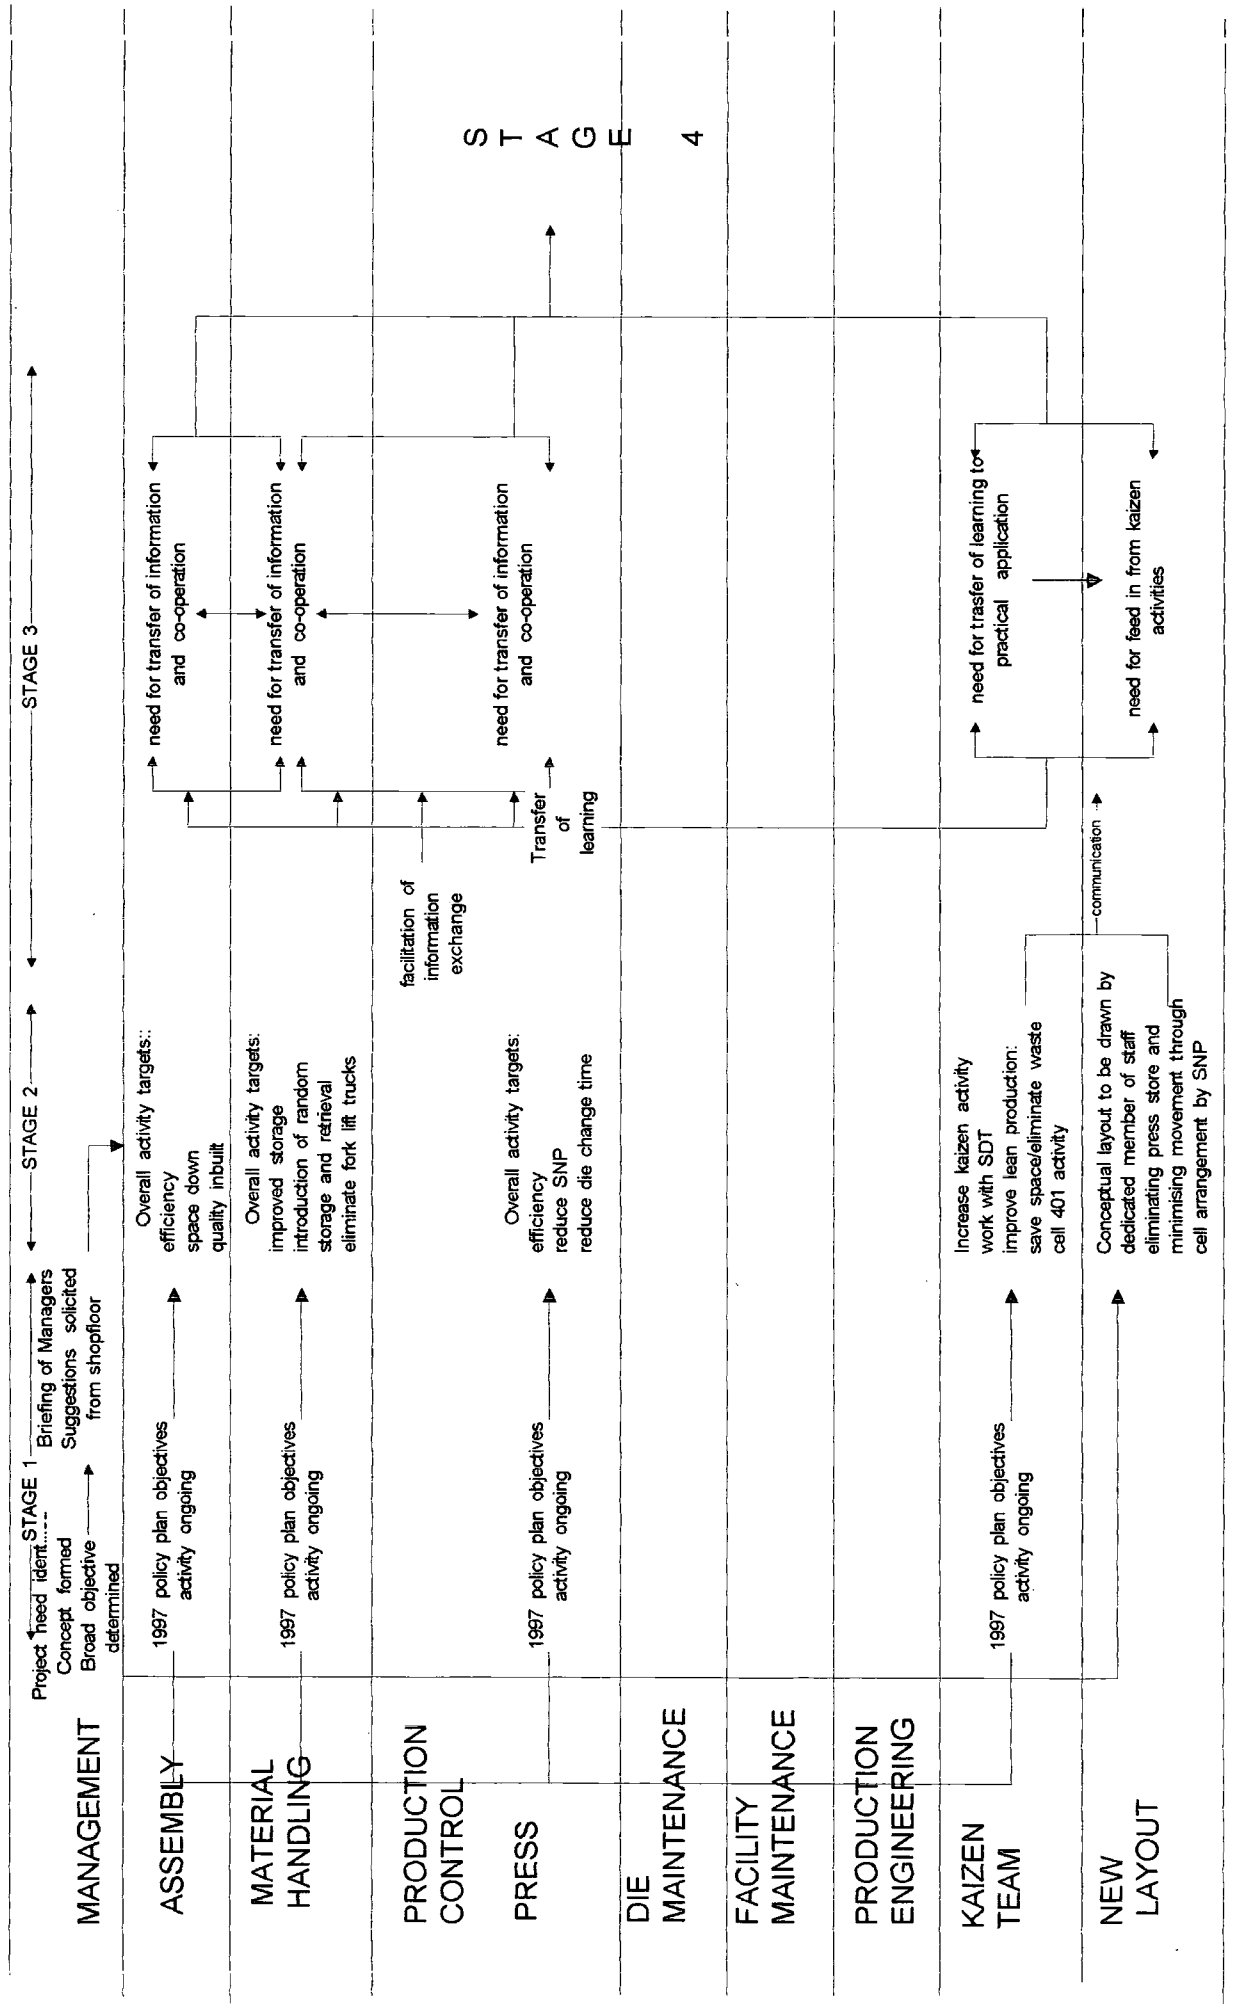 STAGE 1
STAGE 2
STAGE 3
MANAGEMENT
Project need
Concept formed
Broad objective
determined
Briefing of Managers
Suggestions solicited
from shopfloor
ASSEMBLY
1997 policy plan objectives
activity ongoing
Overall activity targets::
efficiency
space down
quality inbuilt
need for transfer of information
and co-operation
MATERIAL
HANDLING
1997 policy plan objectives
activity ongoing
Overall activity targets:
improved storage
introduction of random
storage and retrieval
eliminate fork lift trucks
need for transfer of information
and co-operation
PRODUCTION
CONTROL
facilitation of
information
exchange
PRESS
1997 policy plan objectives
activity ongoing
Overall activity targets:
efficiency
reduce SNP
reduce die change time
Transfer
of
learning
need for transfer of information
and co-operation
STAGE 4
DIE
MAINTENANCE
FACILITY
MAINTENANCE
PRODUCTION
ENGINEERING
KAIZEN
TEAM
1997 policy plan objectives
activity ongoing
Increase kaizen activity
work with SDT
improve lean production:
save space/eliminate waste
cell 401 activity
need for trasfer of learning to
practical application
NEW
LAYOUT
Conceptual layout to be drawn by
dedicated member of staff
eliminating press store and
minimising movement through
cell arrangement by SNP
communication
need for feed in from kaizen
activities